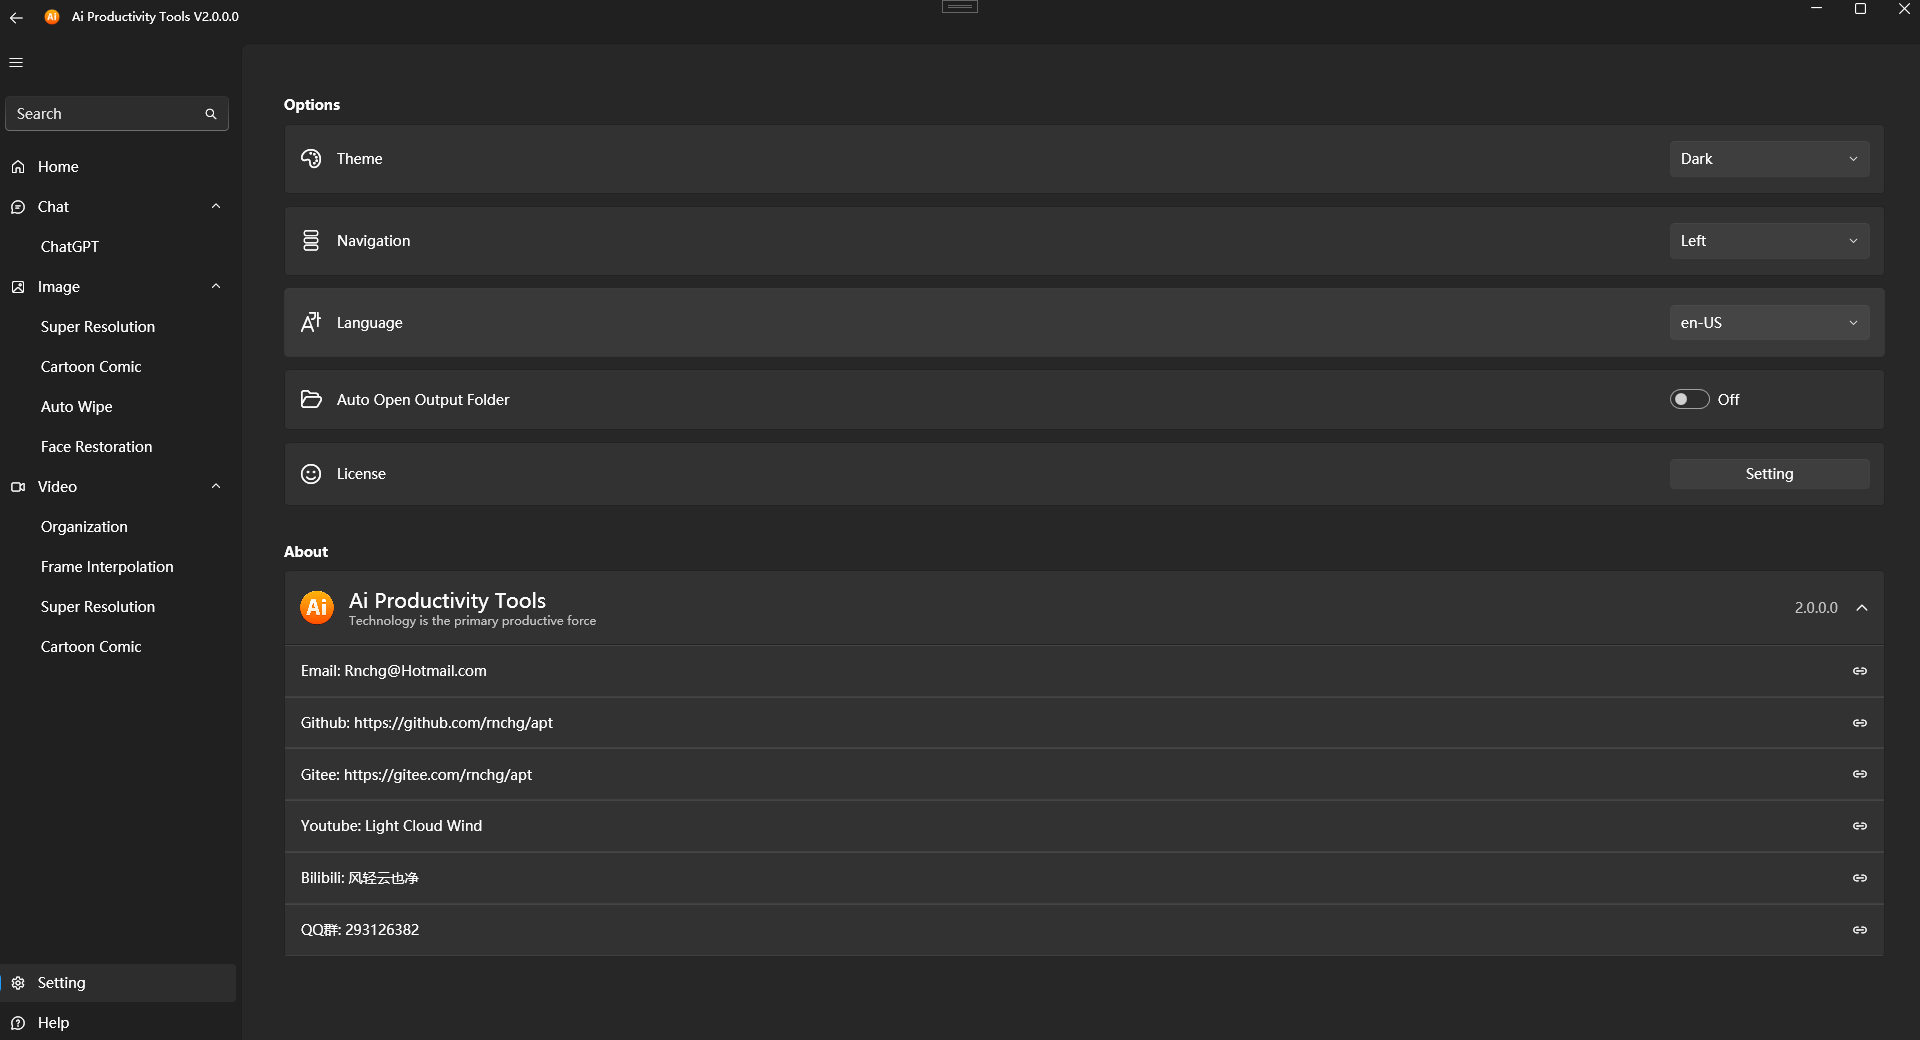 Ai Productivity Tools V2.0.0.0
Search
Home
Chat
ChatGPT
Image
Super Resolution
Cartoon Comic
Auto Wipe
Face Restoration
Video
Organization
Frame Interpolation
Super Resolution
Cartoon Comic
Setting
Help
Options
Theme
Dark
Navigation
Left
Language
en-US
Auto Open Output Folder
Off
License
Setting
About
Ai
Ai Productivity Tools
Technology is the primary productive force
2.0.0.0
Email: Rnchg@Hotmail.com
Github: https://github.com/rnchg/apt
Gitee: https://gitee.com/rnchg/apt
Youtube: Light Cloud Wind
Bilibili: 风轻云也净
QQ群: 293126382